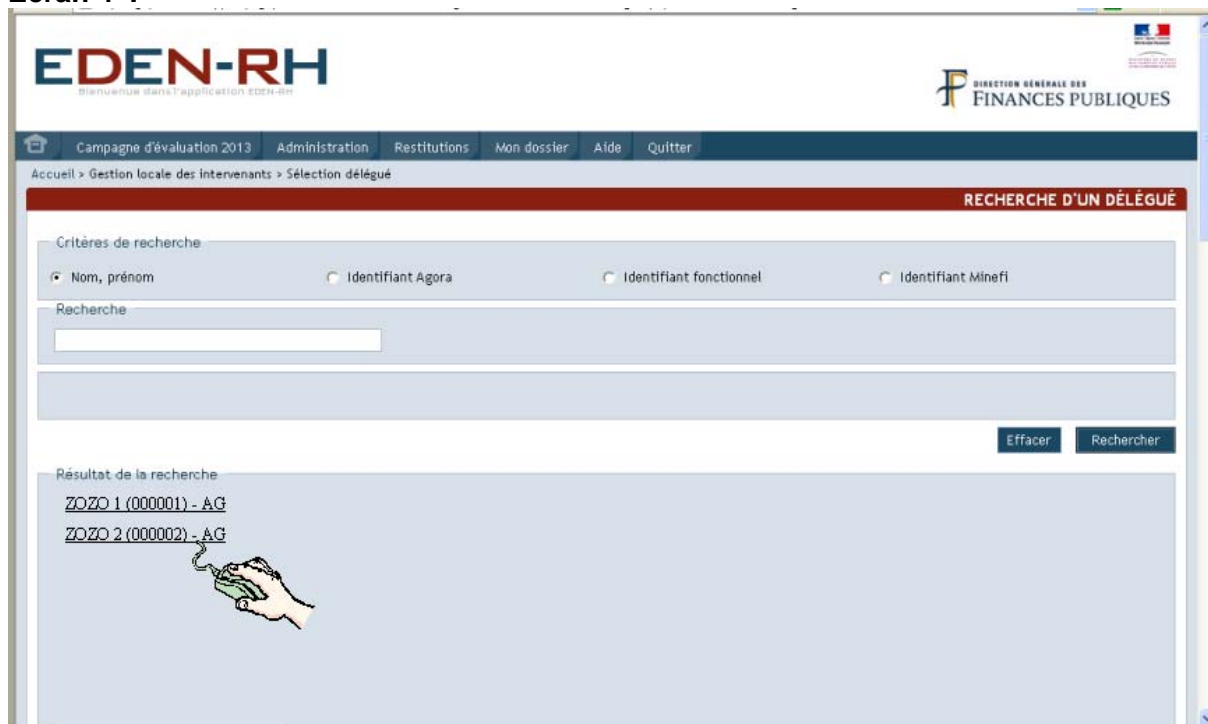 EDEN-RH
Bienvenue dans l'application EDEN-RH
DIRECTION GÉNÉRALE DES
FINANCES PUBLIQUES
Campagne d'évaluation 2013 Administration Restitutions Mon dossier Aide Quitter
Accueil > Gestion locale des intervenants > Sélection délégué
RECHERCHE D'UN DÉLÉGUÉ
Critères de recherche
Nom, prénom Identifiant Agora Identifiant fonctionnel Identifiant Minefi
Recherche
Effacer Rechercher
Résultat de la recherche
ZOZO 1 (000001) - AG
ZOZO 2 (000002) - AG